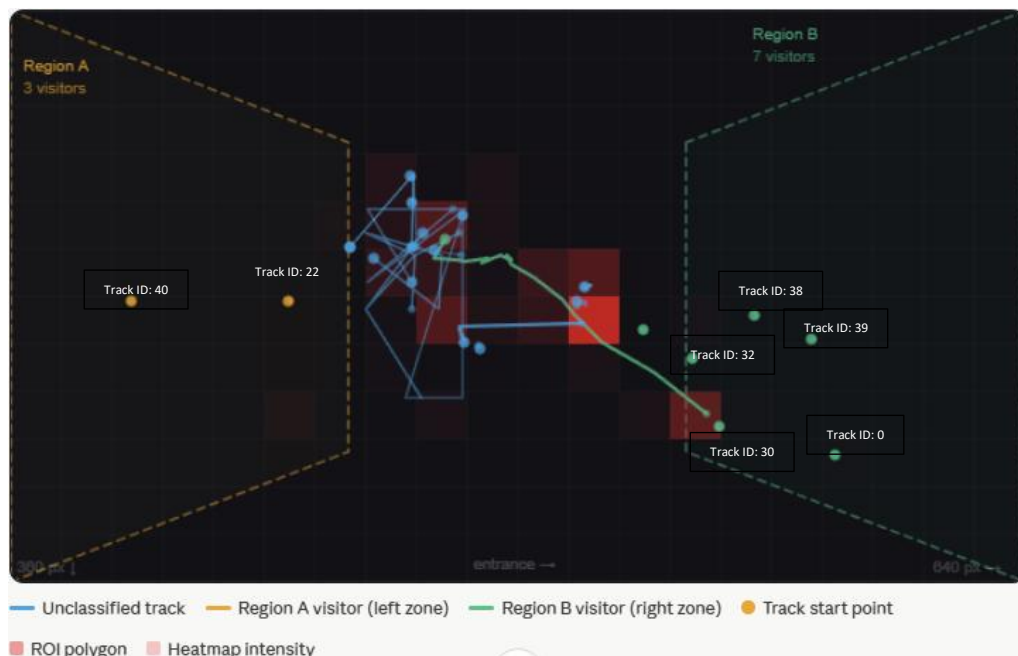 Region B
7 visitors
Region A
3 visitors
Track ID: 22
Track ID: 40
Track ID: 38
Track ID: 39
Track ID: 32
Track ID: 0
Track ID: 30
360 px ↓
entrance →
640 px →
Unclassified track
Region A visitor (left zone)
Region B visitor (right zone)
Track start point
ROI polygon
Heatmap intensity